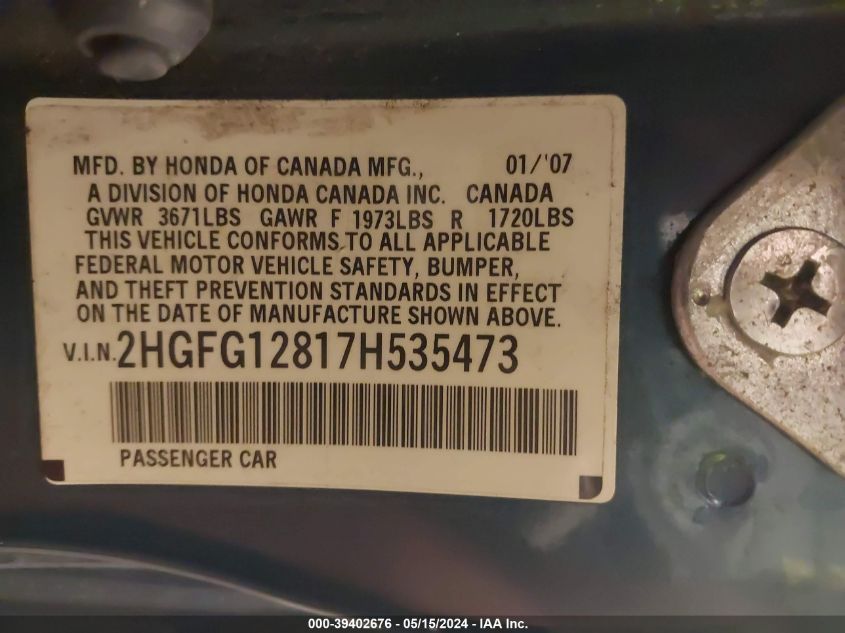 MFD. BY HONDA OF CANADA MFG., 01/'07
A DIVISION OF HONDA CANADA INC. CANADA
GVWR 3671LBS GAWR F 1973LBS R 1720LBS
THIS VEHICLE CONFORMS TO ALL APPLICABLE
FEDERAL MOTOR VEHICLE SAFETY, BUMPER,
AND THEFT PREVENTION STANDARDS IN EFFECT
ON THE DATE OF MANUFACTURE SHOWN ABOVE.
V.I.N. 2HGFG12817H535473
PASSENGER CAR
000-39402676 - 05/15/2024 - IAA Inc.